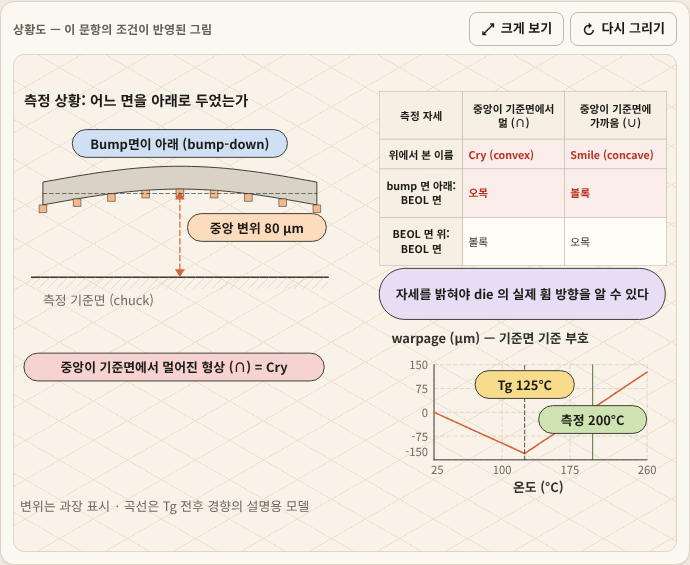 상황도 — 이 문항의 조건이 반영된 그림
크게 보기
다시 그리기
측정 상황: 어느 면을 아래로 두었는가
Bump면이 아래 (bump-down)
중앙 변위 80 μm
측정 기준면 (chuck)
중앙이 기준면에서 멀어진 형상 (∩) = Cry
변위는 과장 표시 · 곡선은 Tg 전후 경향의 설명용 모델
측정 자세
중앙이 기준면에서
멂 (∩)
중앙이 기준면에
가까움 (∪)
위에서 본 이름
Cry (convex)
Smile (concave)
bump 면 아래:
BEOL 면
오목
볼록
BEOL 면 위:
BEOL 면
볼록
오목
자세를 밝혀야 die 의 실제 휨 방향을 알 수 있다
warpage (μm) — 기준면 기준 부호
150
75
0
-75
-150
Tg 125°C
측정 200°C
25
100
175
260
온도 (°C)